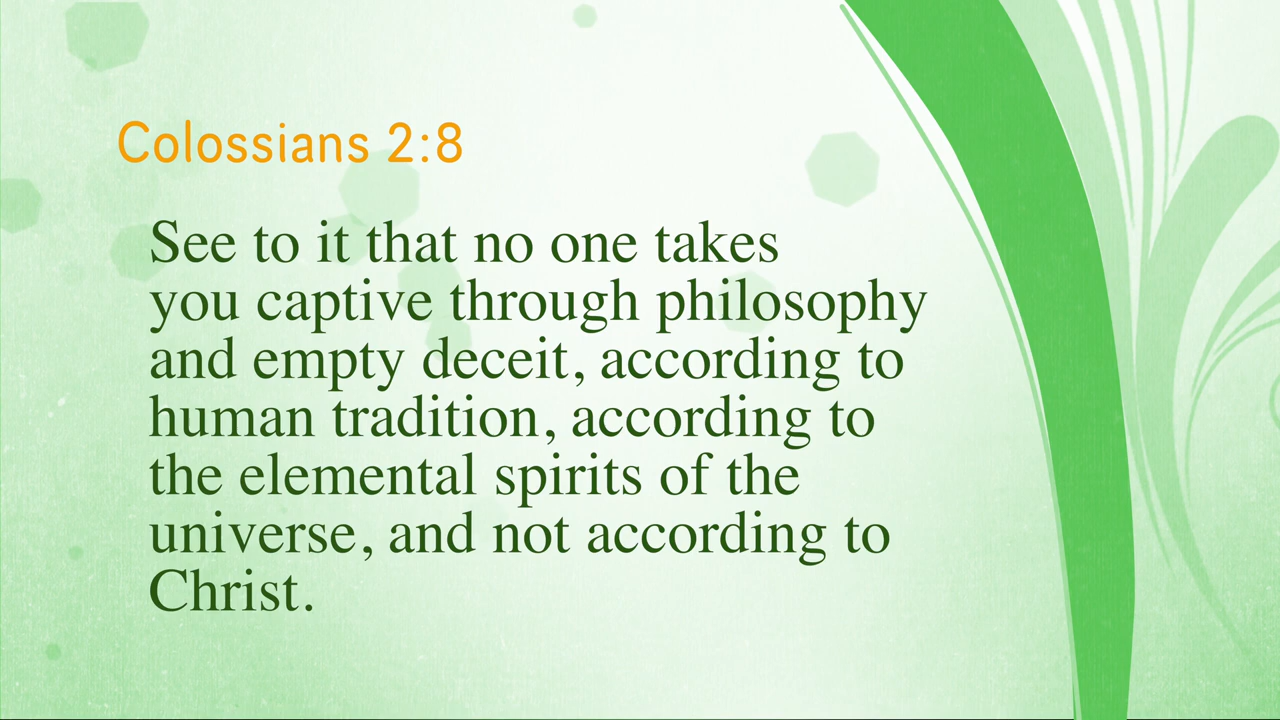 Colossians 2:8
See to it that no one takes
you captive through philosophy
and empty deceit, according to
human tradition, according to
the elemental spirits of the
universe, and not according to
Christ.